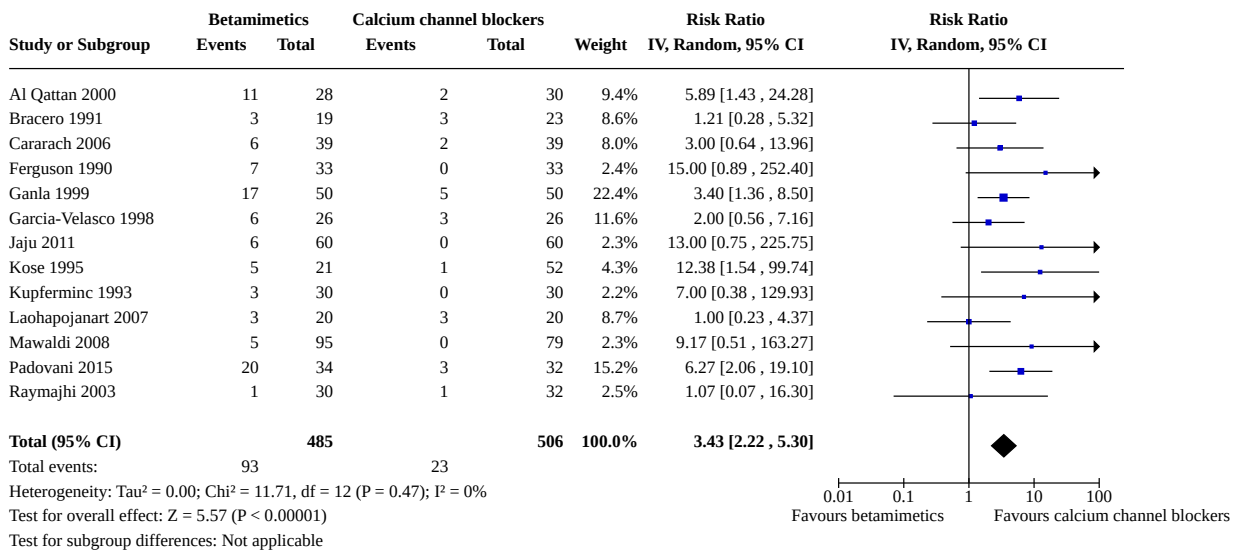 Betamimetics Calcium channel blockers Risk Ratio Risk Ratio
Study or Subgroup Events Total Events Total Weight IV, Random, 95% CI IV, Random, 95% CI
Al Qattan 2000 11 28 2 30 9.4% 5.89 [1.43 , 24.28]
Bracero 1991 3 19 3 23 8.6% 1.21 [0.28 , 5.32]
Cararach 2006 6 39 2 39 8.0% 3.00 [0.64 , 13.96]
Ferguson 1990 7 33 0 33 2.4% 15.00 [0.89 , 252.40]
Ganla 1999 17 50 5 50 22.4% 3.40 [1.36 , 8.50]
Garcia-Velasco 1998 6 26 3 26 11.6% 2.00 [0.56 , 7.16]
Jaju 2011 6 60 0 60 2.3% 13.00 [0.75 , 225.75]
Kose 1995 5 21 1 52 4.3% 12.38 [1.54 , 99.74]
Kupferminc 1993 3 30 0 30 2.2% 7.00 [0.38 , 129.93]
Laohapojanart 2007 3 20 3 20 8.7% 1.00 [0.23 , 4.37]
Mawaldi 2008 5 95 0 79 2.3% 9.17 [0.51 , 163.27]
Padovani 2015 20 34 3 32 15.2% 6.27 [2.06 , 19.10]
Raymajhi 2003 1 30 1 32 2.5% 1.07 [0.07 , 16.30]
Total (95% CI) 485 506 100.0% 3.43 [2.22 , 5.30]
Total events: 93 23
Heterogeneity: Tau² = 0.00; Chi² = 11.71, df = 12 (P = 0.47); I² = 0%
0.01 0.1 1 10 100
Test for overall effect: Z = 5.57 (P < 0.00001)
Favours betamimetics Favours calcium channel blockers
Test for subgroup differences: Not applicable